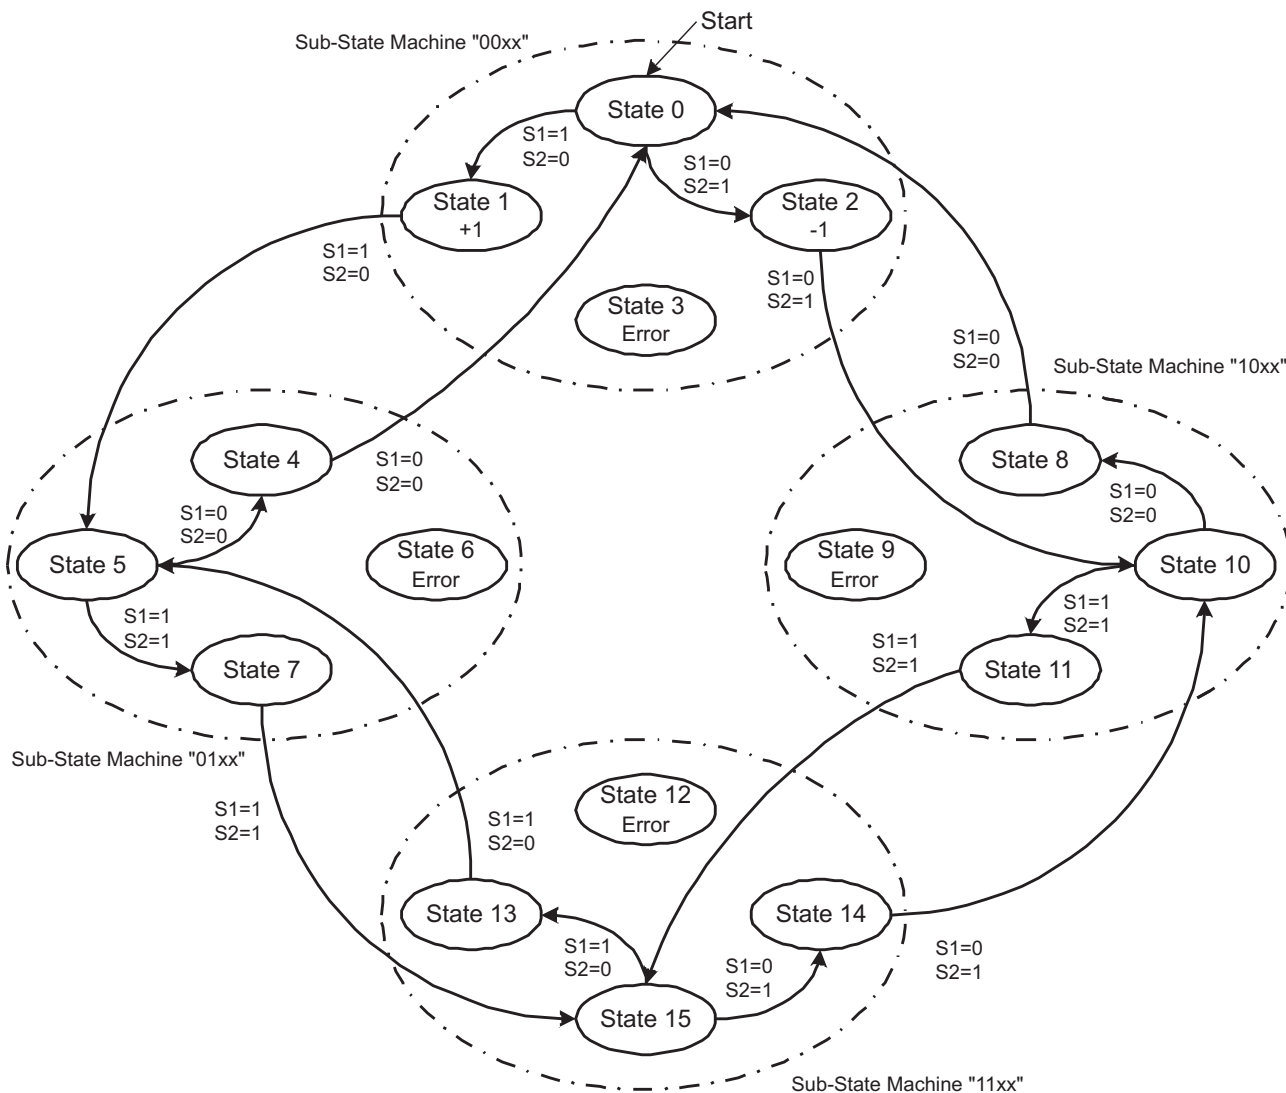 Start
Sub-State Machine "00xx"
State 0
S1=1
S2=0
S1=0
S2=1
State 1
+1
State 2
-1
S1=1
S2=0
S1=0
S2=1
State 3
Error
S1=0
S2=0
Sub-State Machine "10xx"
State 4
S1=0
S2=0
State 8
S1=0
S2=0
S1=0
S2=0
State 5
State 6
Error
State 9
Error
State 10
S1=1
S2=1
S1=1
S2=1
S1=1
S2=1
State 7
State 11
Sub-State Machine "01xx"
S1=1
S2=1
State 12
Error
S1=1
S2=0
State 13
State 14
S1=1
S2=0
S1=0
S2=1
S1=0
S2=1
State 15
Sub-State Machine "11xx"